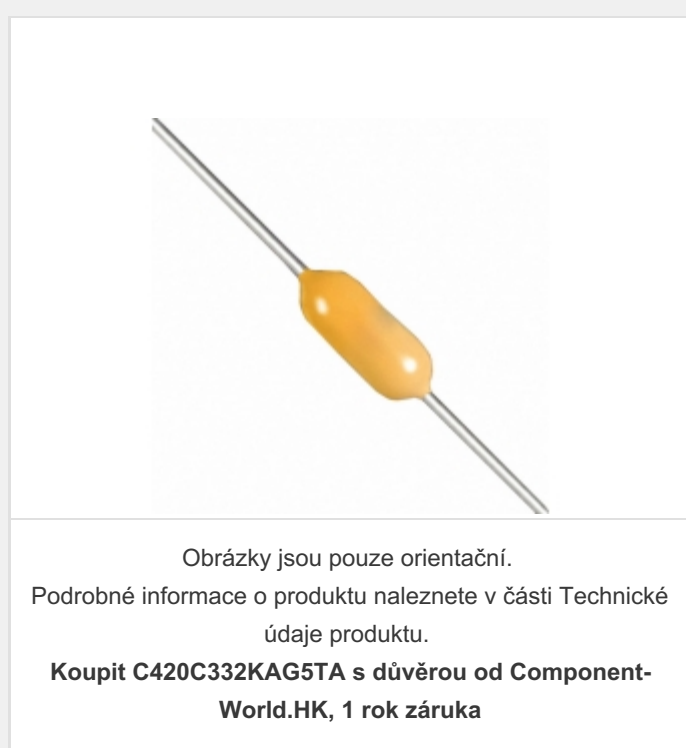 Obrázky jsou pouze orientační.
Podrobné informace o produktu naleznete v části Technické
údaje produktu.
Koupit C420C332KAG5TA s důvěrou od Component-
World.HK, 1 rok záruka